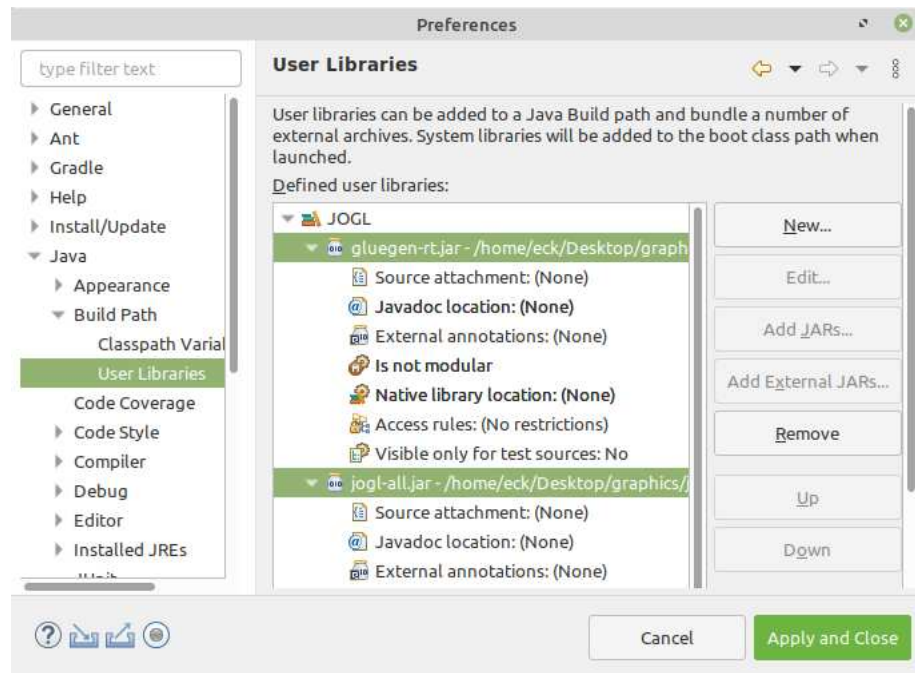 Preferences
type filter text
General
Ant
Gradle
Help
Install/Update
Java
Appearance
Build Path
Classpath Varial
User Libraries
Code Coverage
Code Style
Compiler
Debug
Editor
Installed JREs
User Libraries
User libraries can be added to a Java Build path and bundle a number of
external archives. System libraries will be added to the boot class path when
launched.
Defined user libraries:
JOGL
gluegen-rt.jar - /home/eck/Desktop/graph
Source attachment: (None)
Javadoc location: (None)
External annotations: (None)
Is not modular
Native library location: (None)
Access rules: (No restrictions)
Visible only for test sources: No
jogl-all.jar - /home/eck/Desktop/graphics/j
Source attachment: (None)
Javadoc location: (None)
External annotations: (None)
New...
Edit...
Add JARs...
Add External JARs...
Remove
Up
Down
Cancel
Apply and Close